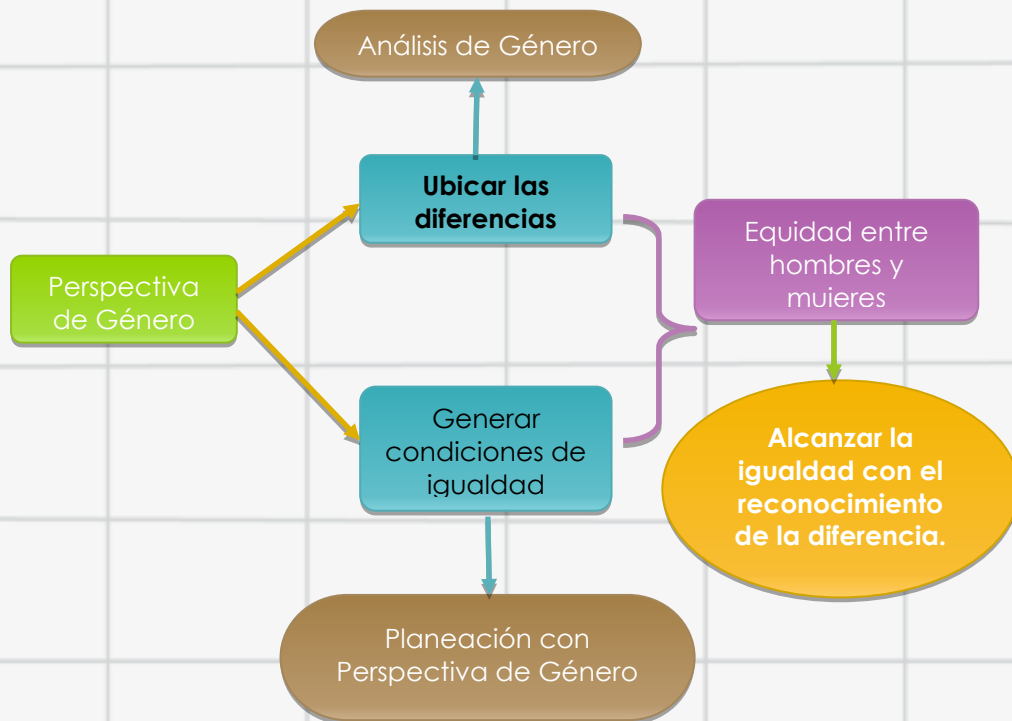 Análisis de Género
Ubicar las
diferencias
Equidad entre
hombres y
mujeres
Perspectiva
de Género
Generar
condiciones de
igualdad
Alcanzar la
igualdad con el
reconocimiento
de la diferencia.
Planeación con
Perspectiva de Género